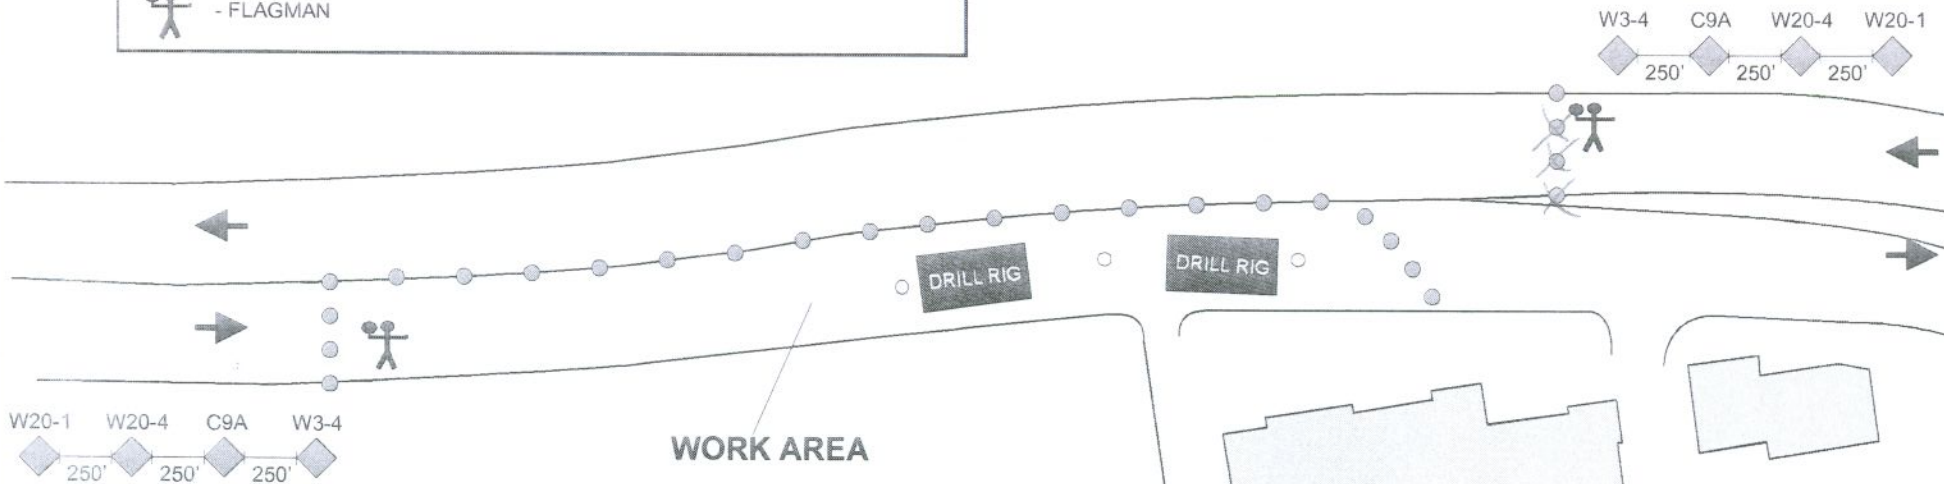 - FLAGMAN
W3-4 C9A W20-4 W20-1
250' 250' 250'
DRILL RIG DRILL RIG
W20-1 W20-4 C9A W3-4
250' 250' 250'
WORK AREA